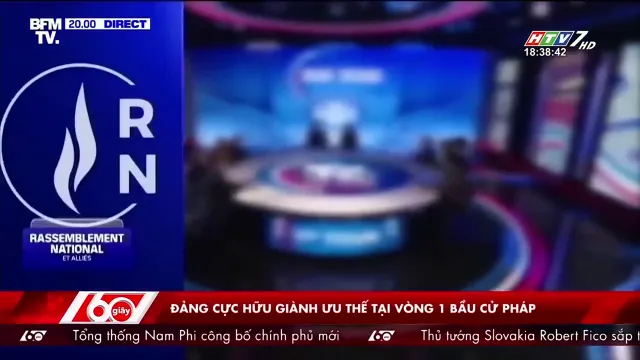 BFM
TV.
20.00 DIRECT
HTV7 HD
18:38:42
R
N
RASSEMBLEMENT
NATIONAL
ET ALLIÉS
60 giây
ĐẢNG CỰC HỮU GIÀNH ƯU THẾ TẠI VÒNG 1 BẦU CỬ PHÁP
60 Tổng thống Nam Phi công bố chính phủ mới 60 Thủ tướng Slovakia Robert Fico sắp